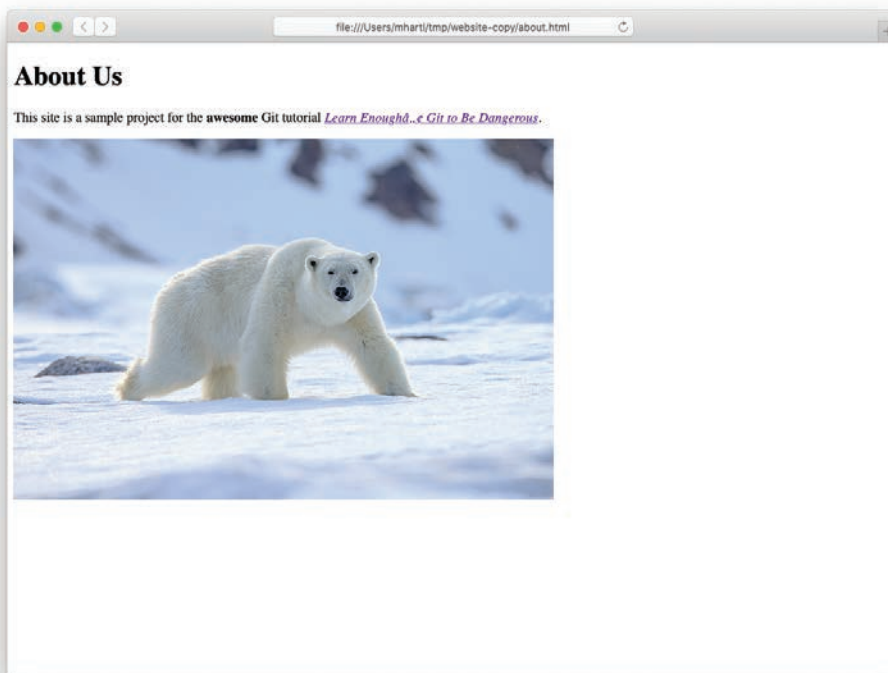 file:///Users/mhartl/tmp/website-copy/about.html
About Us
This site is a sample project for the awesome Git tutorial Learn Enoughâ„¢ Git to Be Dangerous.